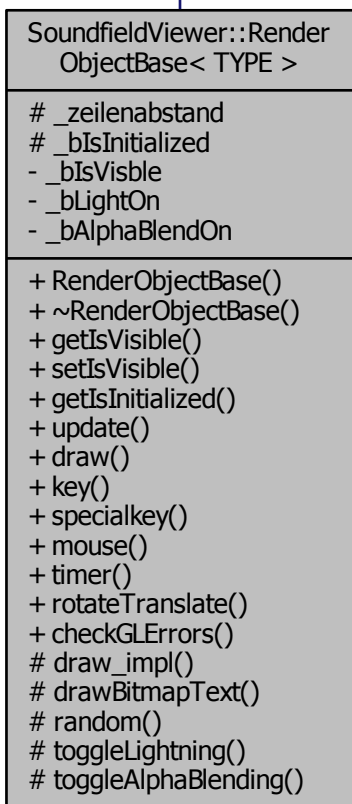 SoundfieldViewer::Render
ObjectBase< TYPE >
# _zeilenabstand
# _bIsInitialized
- _bIsVisble
- _bLightOn
- _bAlphaBlendOn
+ RenderObjectBase()
+ ~RenderObjectBase()
+ getIsVisible()
+ setIsVisible()
+ getIsInitialized()
+ update()
+ draw()
+ key()
+ specialkey()
+ mouse()
+ timer()
+ rotateTranslate()
+ checkGLErrors()
# draw_impl()
# drawBitmapText()
# random()
# toggleLightning()
# toggleAlphaBlending()